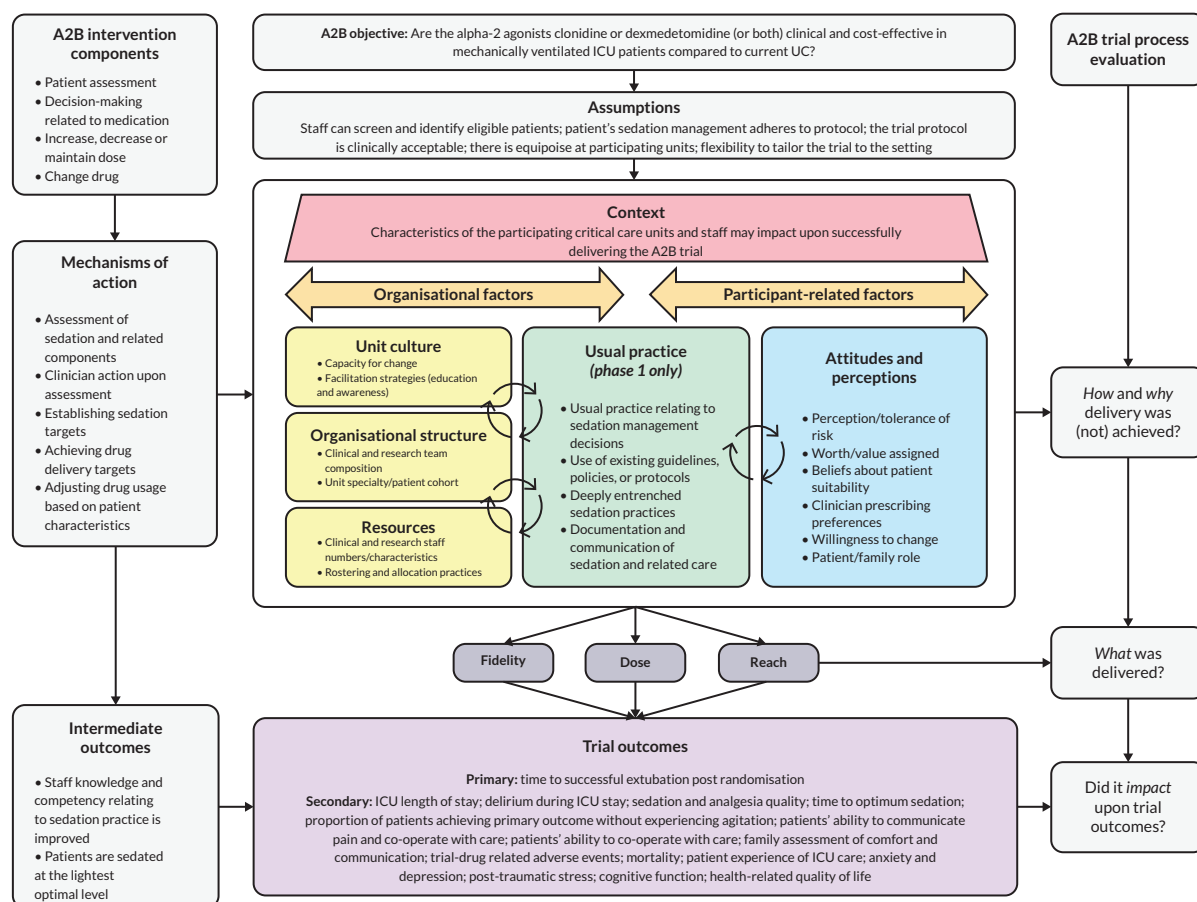 A2B intervention
components
• Patient assessment
• Decision-making
related to medication
• Increase, decrease or
maintain dose
• Change drug
Mechanisms of
action
• Assessment of
sedation and related
components
• Clinician action upon
assessment
• Establishing sedation
targets
• Achieving drug
delivery targets
• Adjusting drug usage
based on patient
characteristics
Intermediate
outcomes
• Staff knowledge and
competency relating
to sedation practice is
improved
• Patients are sedated
at the lightest
optimal level
A2B objective: Are the alpha-2 agonists clonidine or dexmedetomidine (or both) clinical and cost-effective in
mechanically ventilated ICU patients compared to current UC?
Assumptions
Staff can screen and identify eligible patients; patient's sedation management adheres to protocol; the trial protocol
is clinically acceptable; there is equipoise at participating units; flexibility to tailor the trial to the setting
Context
Characteristics of the participating critical care units and staff may impact upon successfully
delivering the A2B trial
Organisational factors
Participant-related factors
Unit culture
• Capacity for change
• Facilitation strategies (education
and awareness)
Organisational structure
• Clinical and research team
composition
• Unit specialty/patient cohort
Resources
• Clinical and research staff
numbers/characteristics
• Rostering and allocation practices
Usual practice
(phase 1 only)
• Usual practice relating to
sedation management
decisions
• Use of existing guidelines,
policies, or protocols
• Deeply entrenched
sedation practices
• Documentation and
communication of
sedation and related care
Attitudes and
perceptions
• Perception/tolerance of
risk
• Worth/value assigned
• Beliefs about patient
suitability
• Clinician prescribing
preferences
• Willingness to change
• Patient/family role
Fidelity
Dose
Reach
Trial outcomes
Primary: time to successful extubation post randomisation
Secondary: ICU length of stay; delirium during ICU stay; sedation and analgesia quality; time to optimum sedation;
proportion of patients achieving primary outcome without experiencing agitation; patients' ability to communicate
pain and co-operate with care; patients' ability to co-operate with care; family assessment of comfort and
communication; trial-drug related adverse events; mortality; patient experience of ICU care; anxiety and
depression; post-traumatic stress; cognitive function; health-related quality of life
A2B trial process
evaluation
How and why
delivery was
(not) achieved?
What was
delivered?
Did it impact
upon trial
outcomes?